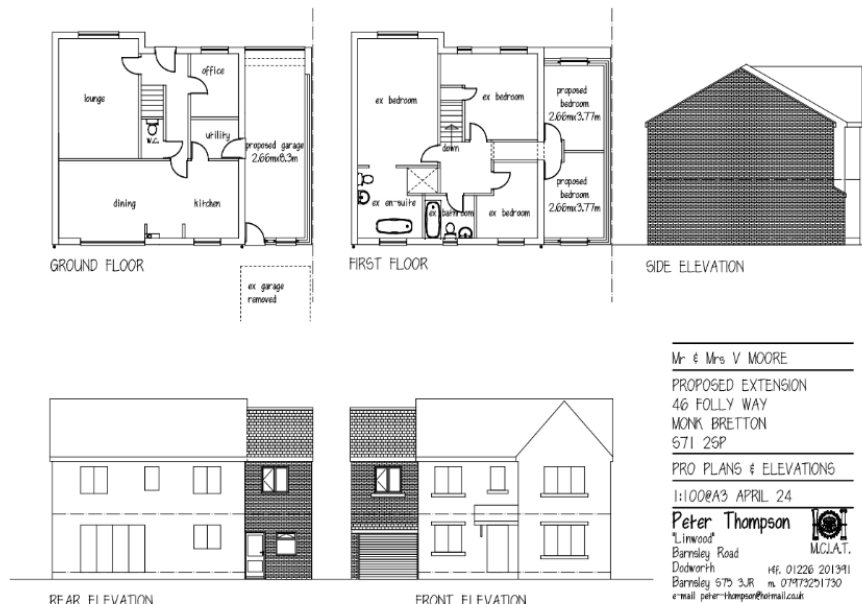 lounge
office
W.C.
utility
proposed garage
2.66mx8.3m
dining
kitchen
GROUND FLOOR
ex garage
removed
ex bedroom
ex bedroom
proposed
bedroom
2.66mx3.77m
down
proposed
bedroom
2.66mx3.77m
ex en-suite
ex bathroom
ex bedroom
FIRST FLOOR
SIDE ELEVATION
REAR ELEVATION
FRONT ELEVATION
Mr & Mrs V MOORE
PROPOSED EXTENSION
46 FOLLY WAY
MONK BRETTON
S71 2SP
PRO PLANS & ELEVATIONS
1:100@A3 APRIL 24
Peter Thompson
"Linwood"
Barnsley Road
Dodworth
Barnsley S75 3JR
M.C.I.A.T.
01226 201391
m. 07973251730
e-mail peter-thompson@hotmail.co.uk